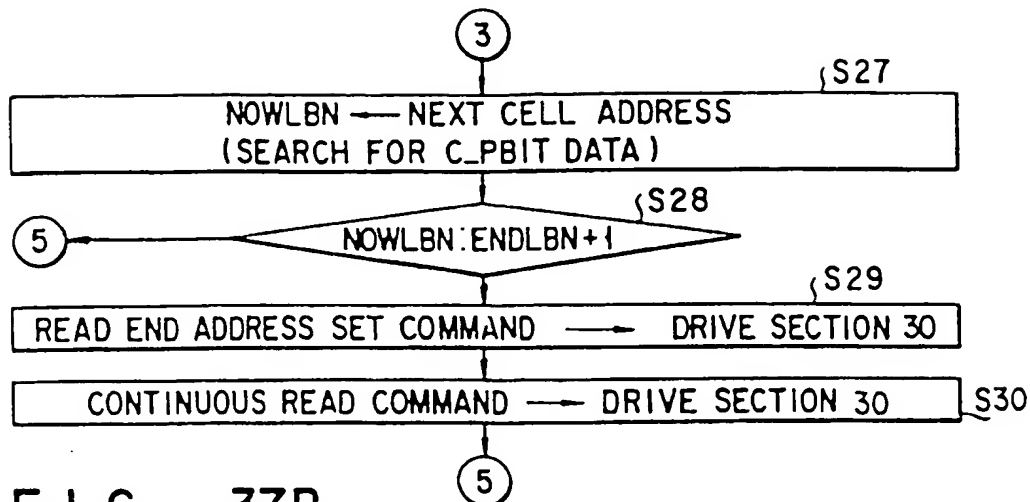 3
S27
NOWLBN ← NEXT CELL ADDRESS
(SEARCH FOR C_PBIT DATA)
S28
5
NOWLBN:ENDLBN+1
S29
READ END ADDRESS SET COMMAND → DRIVE SECTION 30
CONTINUOUS READ COMMAND → DRIVE SECTION 30
S30
5